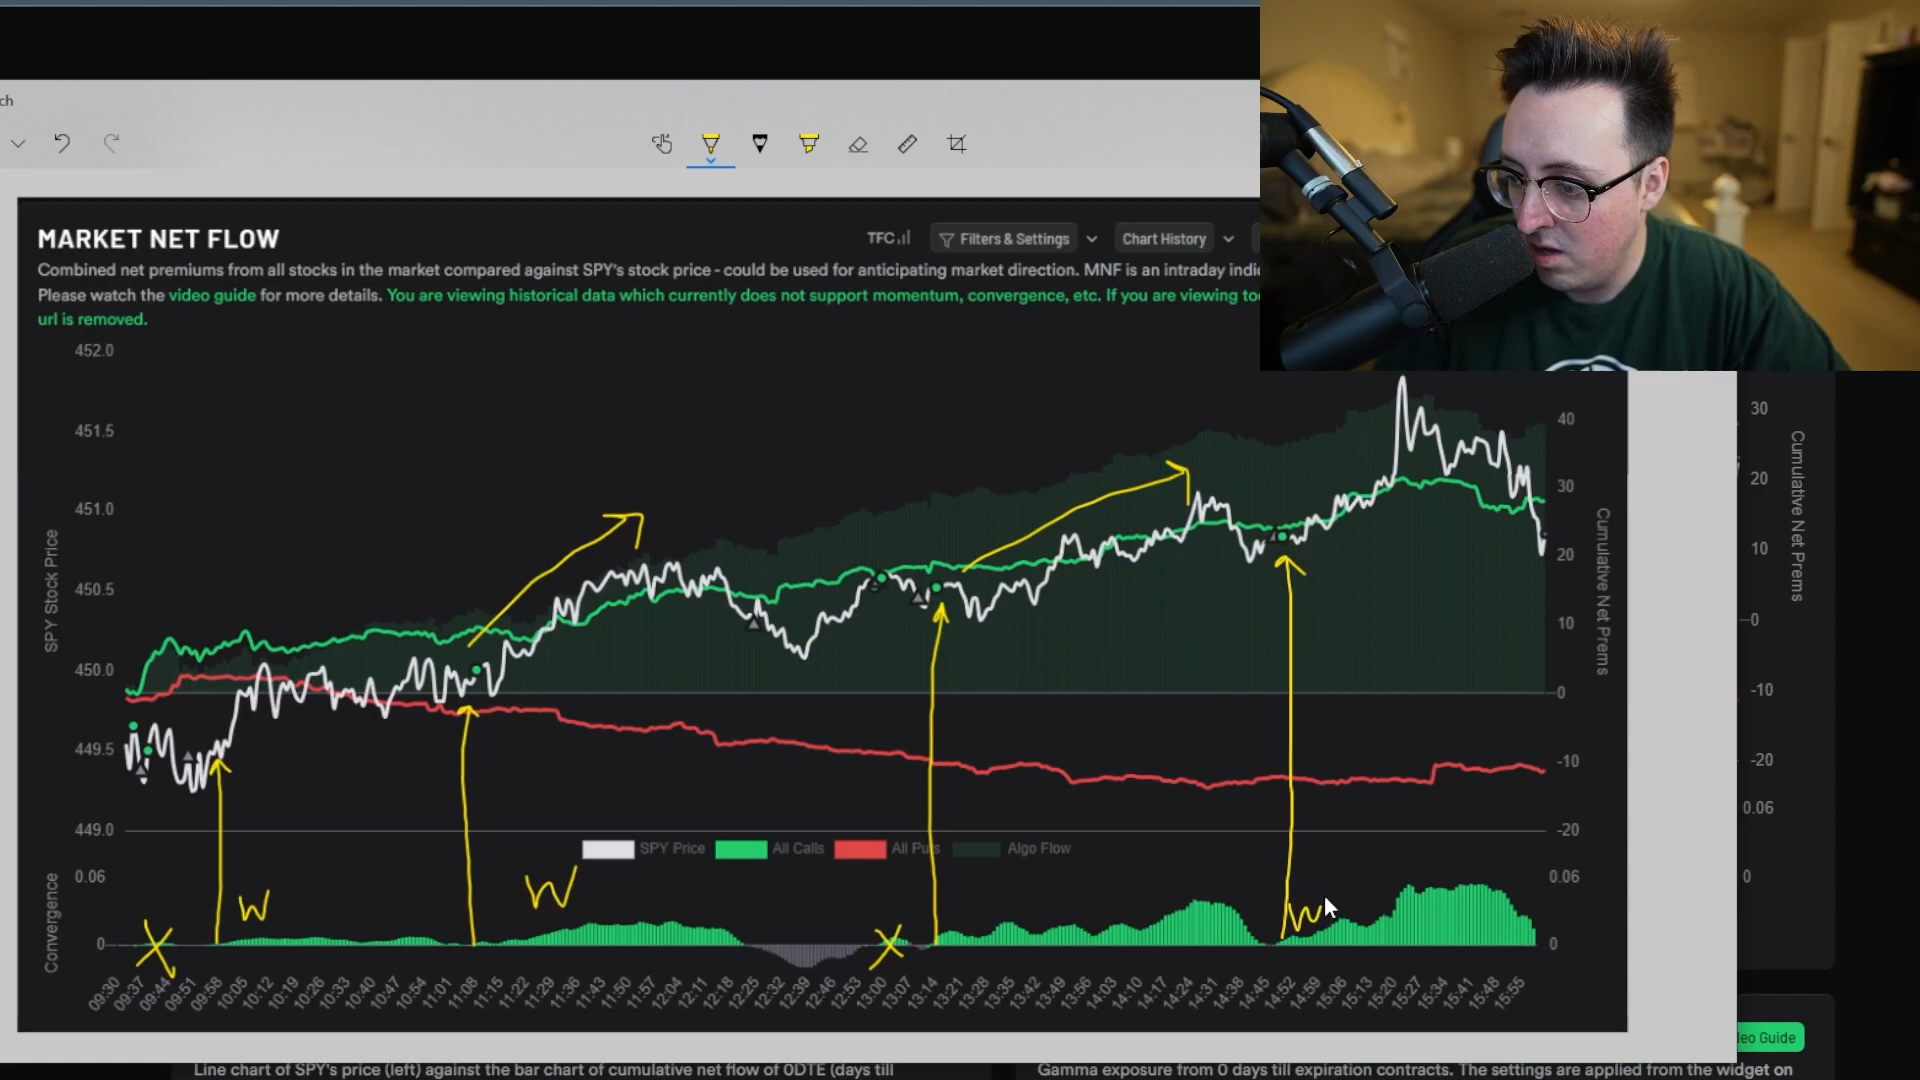 ch
MARKET NET FLOW
TFC
Filters & Settings
Chart History
Combined net premiums from all stocks in the market compared against SPY's stock price - could be used for anticipating market direction. MNF is an intraday indic
Please watch the video guide for more details. You are viewing historical data which currently does not support momentum, convergence, etc. If you are viewing too
url is removed.
452.0
451.5
451.0
450.5
450.0
449.5
449.0
SPY Stock Price
40
30
20
10
0
-10
-20
Cumulative Net Prems
30
20
10
-0
-10
-20
0.06
0
Cumulative Net Prems
SPY Price
All Calls
All Puts
Algo Flow
Convergence
0.06
0
0.06
0
W
W
W
X
X
09:30 09:37 09:44 09:51 09:58 10:05 10:12 10:19 10:26 10:33 10:40 10:47 10:54 11:01 11:08 11:15 11:22 11:29 11:36 11:43 11:50 11:57 12:04 12:11 12:18 12:25 12:32 12:39 12:46 12:53 13:00 13:07 13:14 13:21 13:28 13:35 13:42 13:49 13:56 14:03 14:10 14:17 14:24 14:31 14:38 14:45 14:52 14:59 15:06 15:13 15:20 15:27 15:34 15:41 15:48 15:55
eo Guide
Line chart of SPY's price (left) against the bar chart of cumulative net flow of 0DTE (days till
Gamma exposure from 0 days till expiration contracts. The settings are applied from the widget on